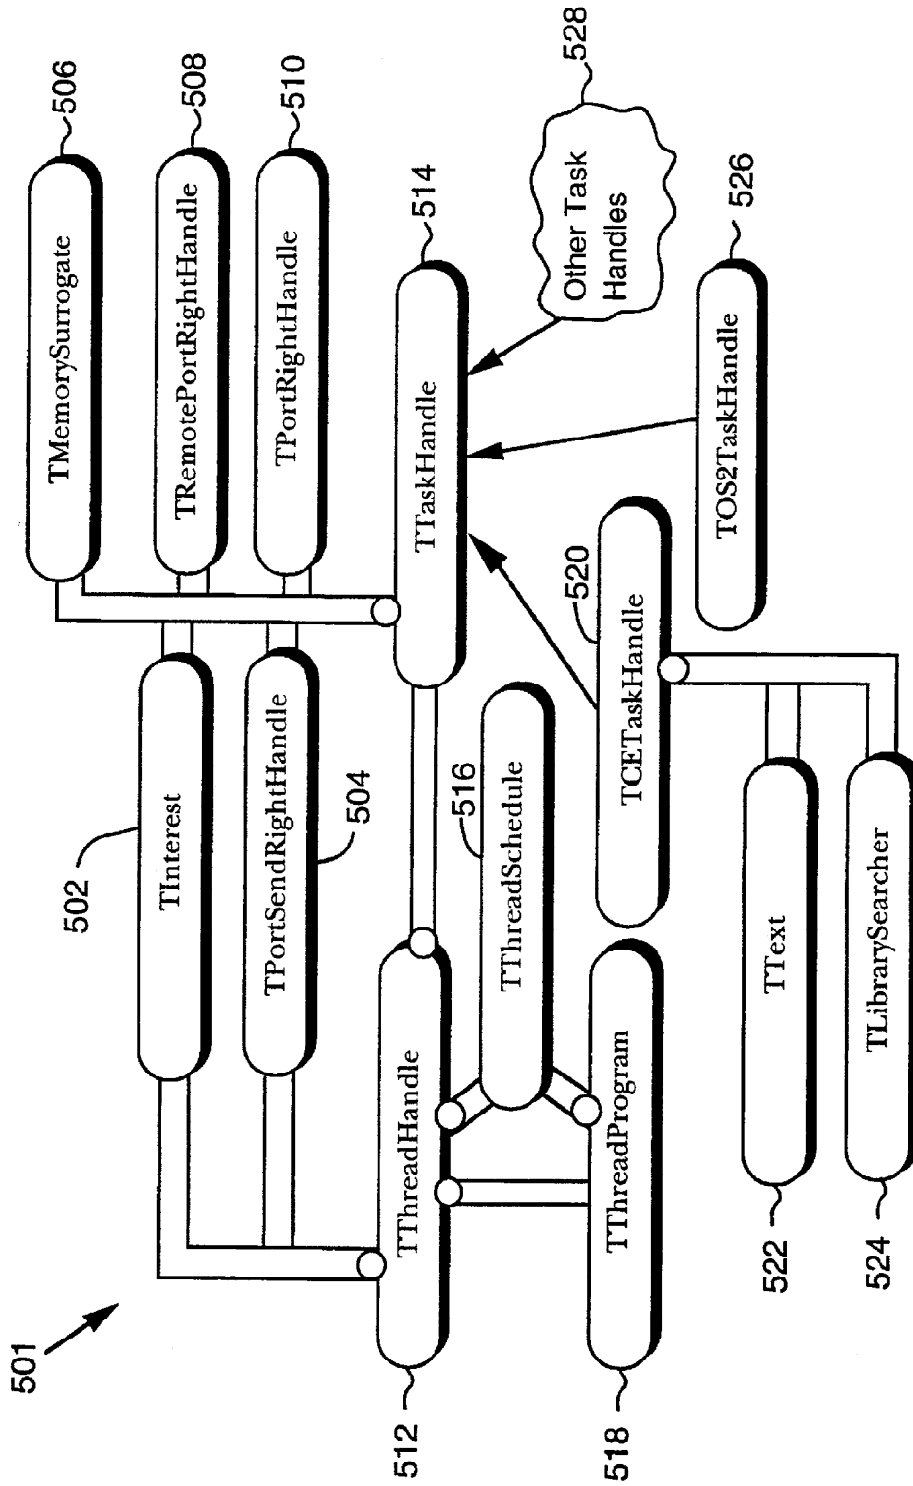 501
502
TInterest
TPortSendRightHandle
504
TMemorySurrogate
506
TRemotePortRightHandle
508
TPortRightHandle
510
512
TThreadHandle
TTaskHandle
514
516
TThreadSchedule
518
TThreadProgram
520
TCETaskHandle
Other Task
Handles
528
TOS2TaskHandle
526
522
TText
524
TLibrarySearcher